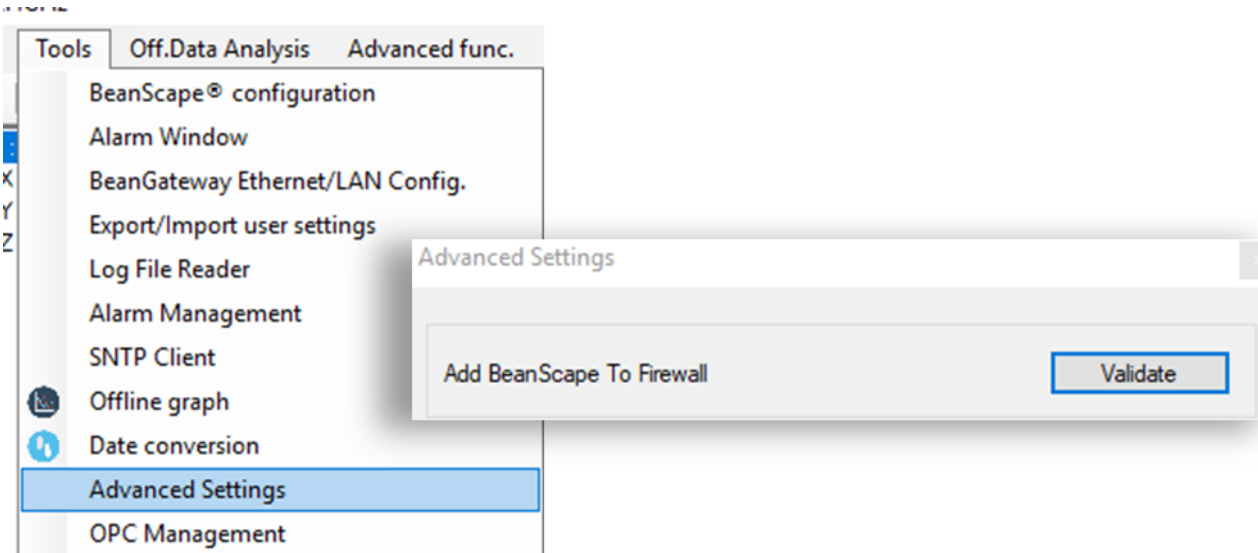 Tools Off.Data Analysis Advanced func.
BeanScape® configuration
Alarm Window
BeanGateway Ethernet/LAN Config.
Export/Import user settings
Log File Reader
Alarm Management
SNTP Client
Offline graph
Date conversion
Advanced Settings
OPC Management
X
Y
Z
Advanced Settings
Add BeanScape To Firewall Validate